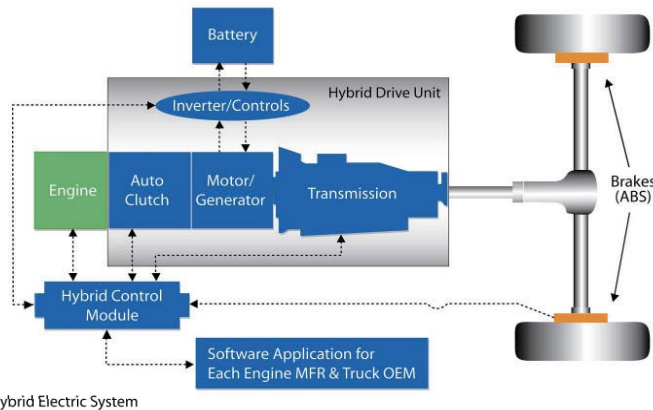 Battery
Hybrid Drive Unit
Inverter/Controls
Engine
Auto
Clutch
Motor/
Generator
Transmission
Brakes
(ABS)
Hybrid Control
Module
Software Application for
Each Engine MFR & Truck OEM
ybrid Electric System